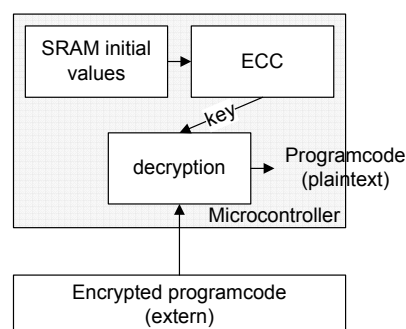 SRAM initial
values
ECC
key
decryption
Programcode
(plaintext)
Microcontroller
Encrypted programcode
(extern)